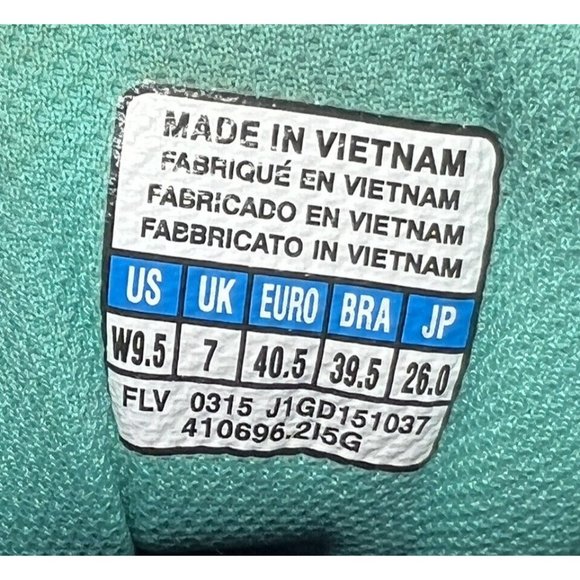 MADE IN VIETNAM
FABRIQUÉ EN VIETNAM
FABRICADO EN VIETNAM
FABBRICATO IN VIETNAM
US UK EURO BRA JP
W9.5 7 40.5 39.5 26.0
FLV 0315 J1GD151037
410696.2I5G